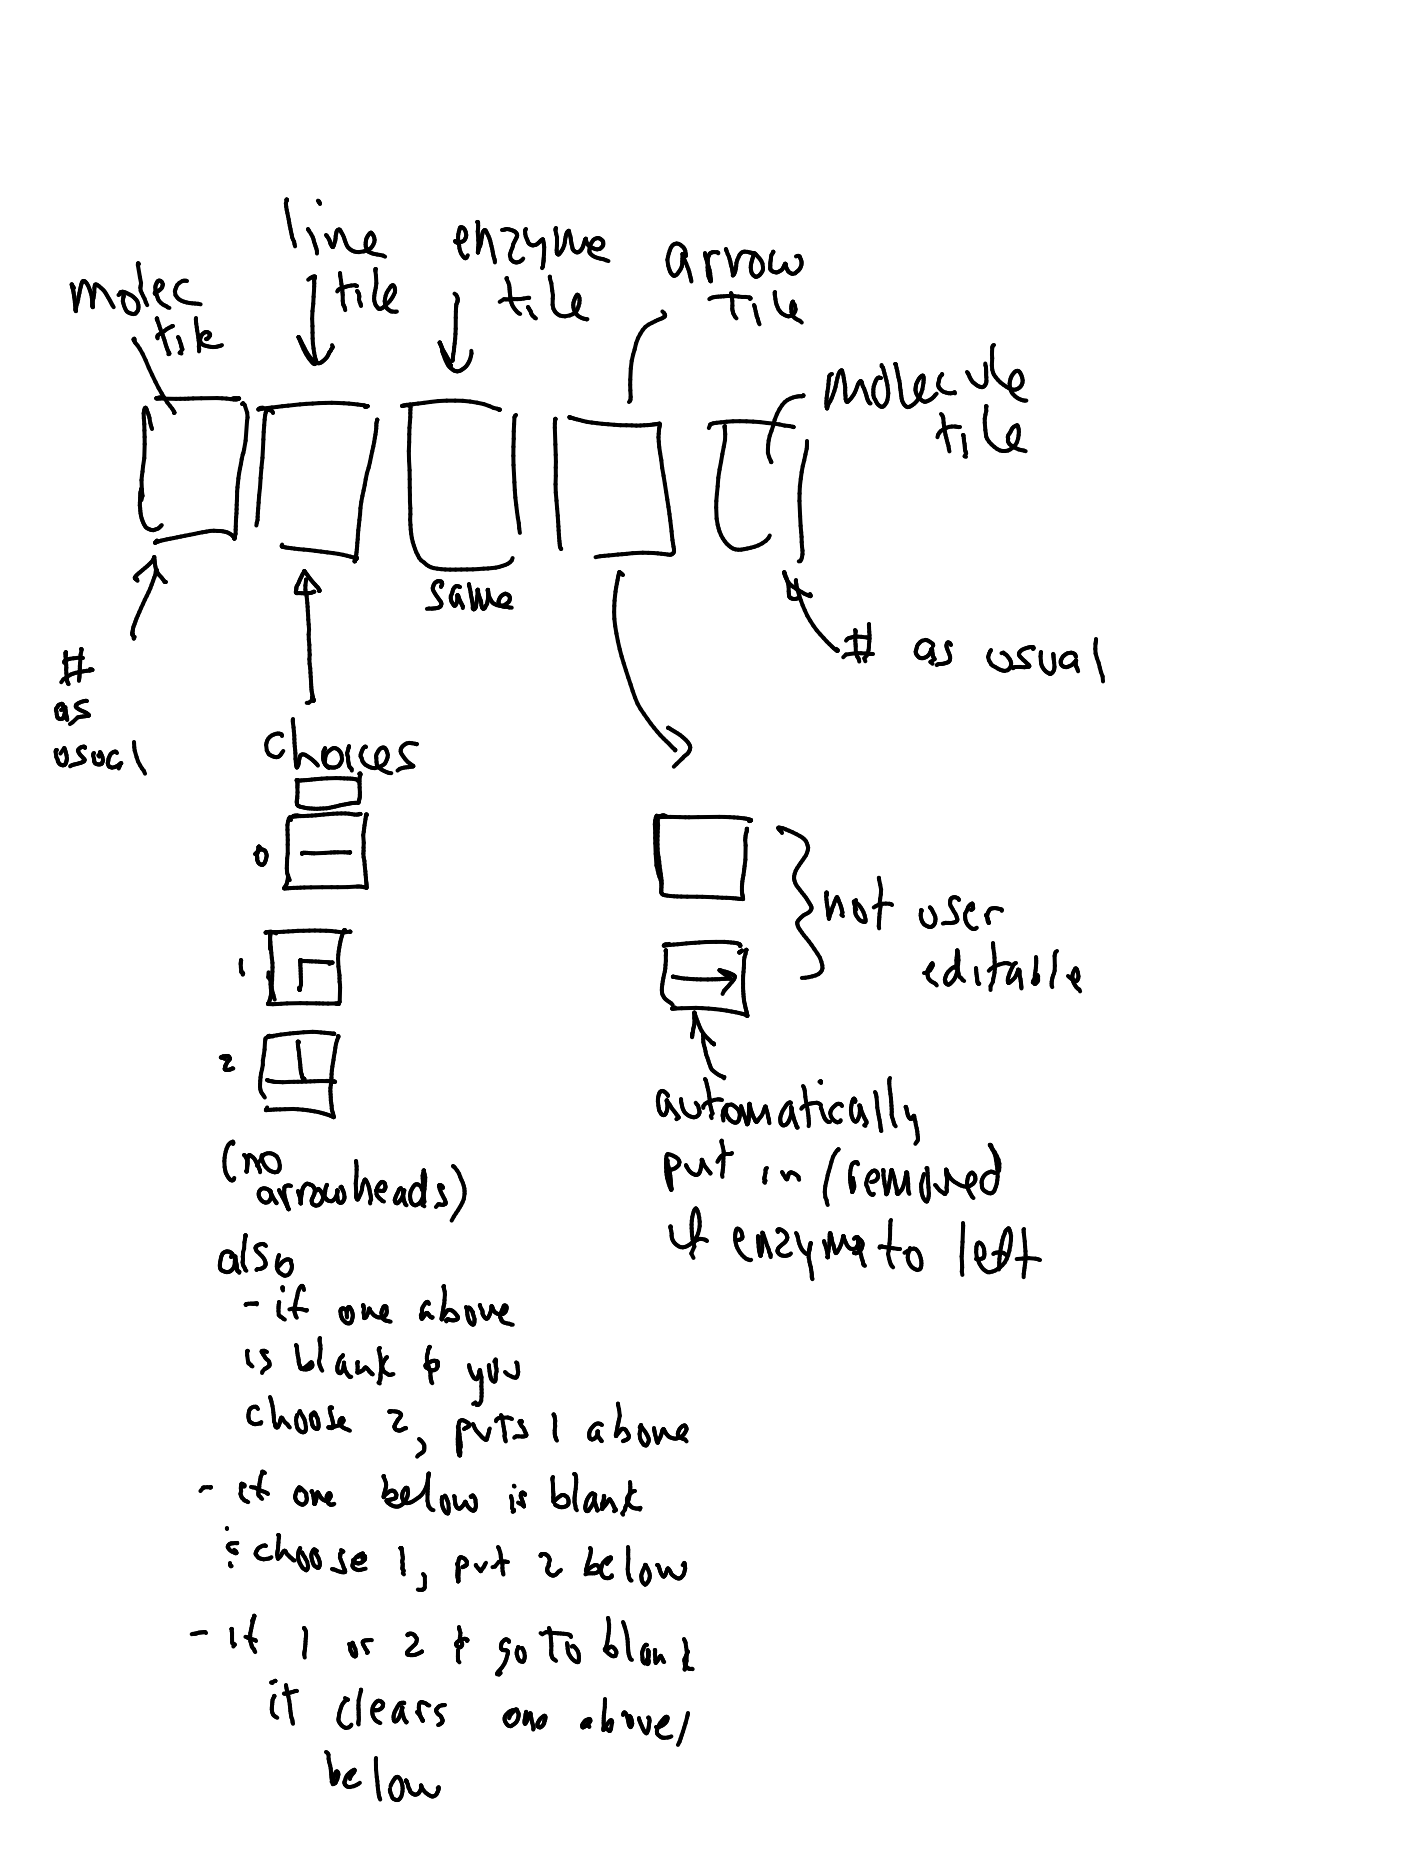 molec
tile
line
tile
enzyme
tile
arrow
tile
molecule
tile
same
#
as
usual
# as usual
choices
0
1
2
(no
arrowheads)
also
- if one above
is blank & you
choose 2, puts 1 above
- if one below is blank
& choose 1, put 2 below
- if 1 or 2 & go to blank
it clears one above/
below
not user
editable
automatically
put in / removed
if enzyme to left